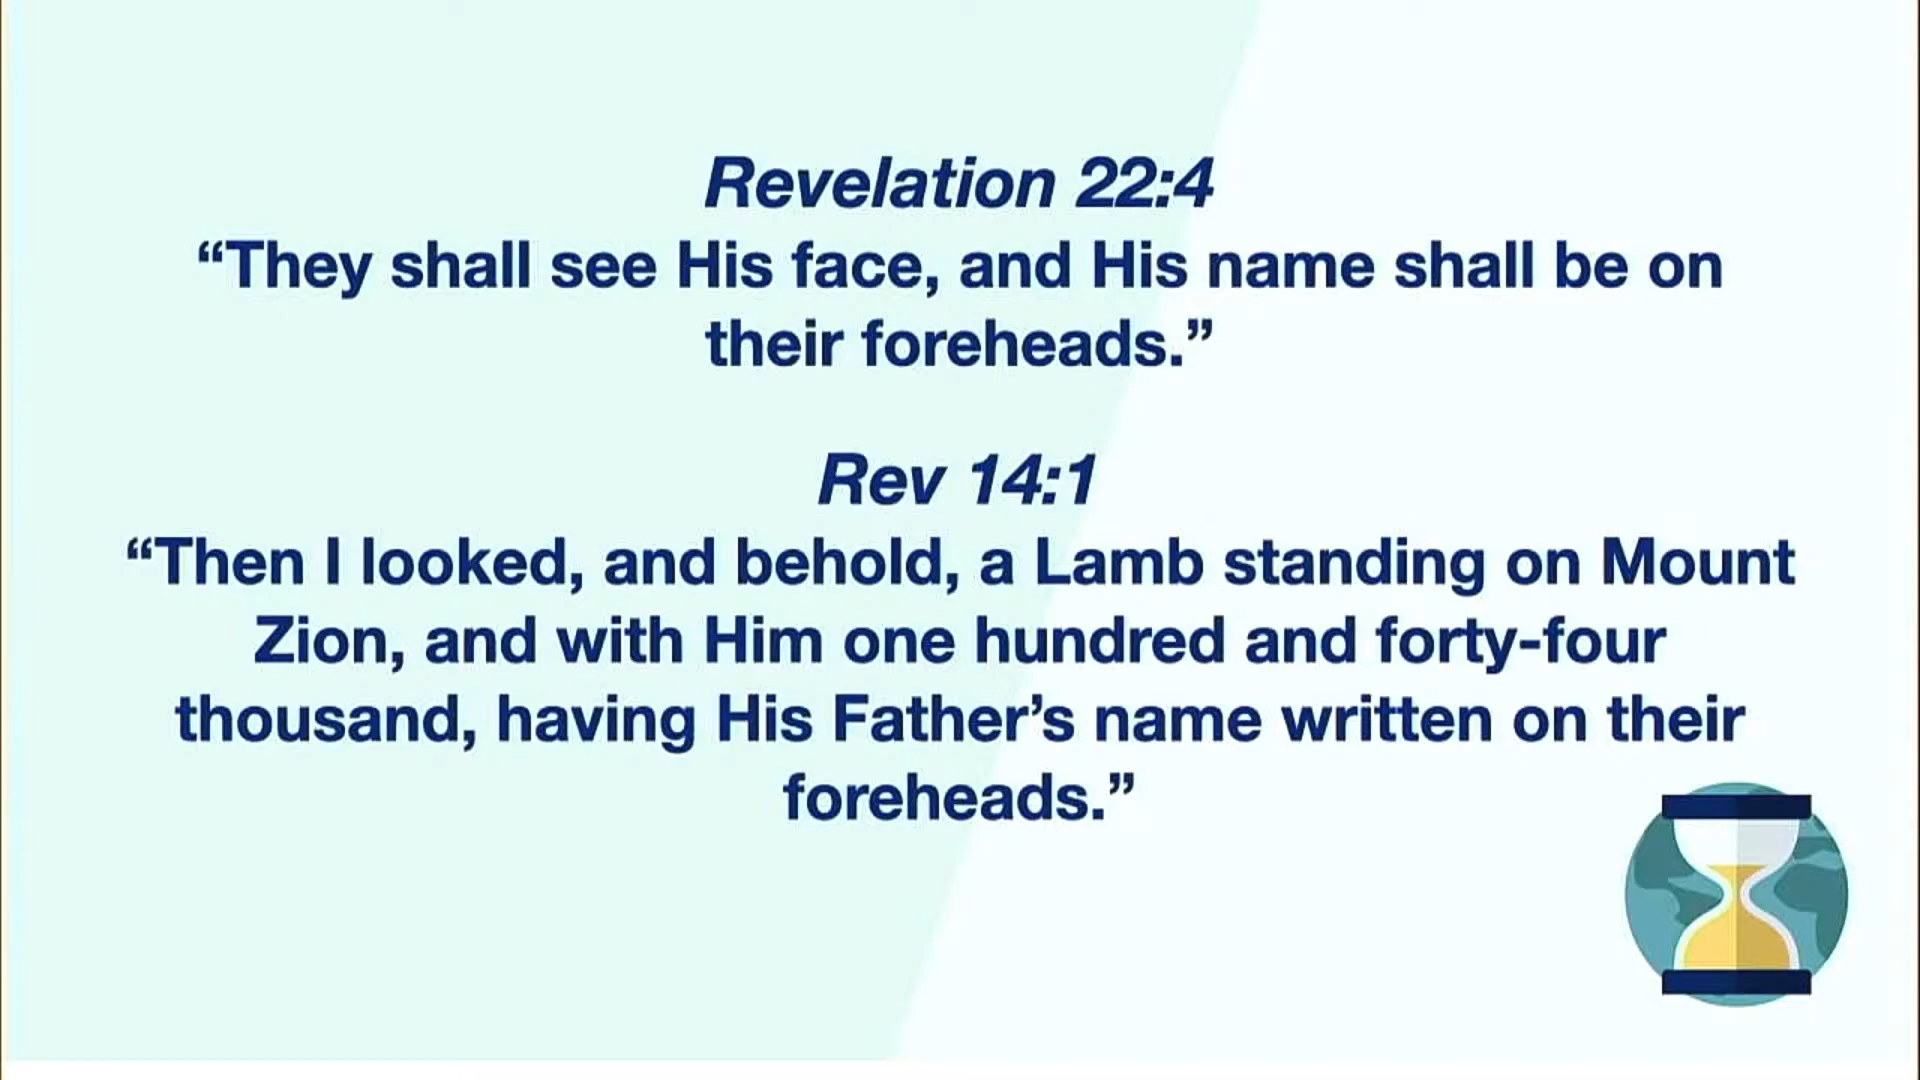 Revelation 22:4
“They shall see His face, and His name shall be on
their foreheads.”
Rev 14:1
“Then I looked, and behold, a Lamb standing on Mount
Zion, and with Him one hundred and forty-four
thousand, having His Father’s name written on their
foreheads.”